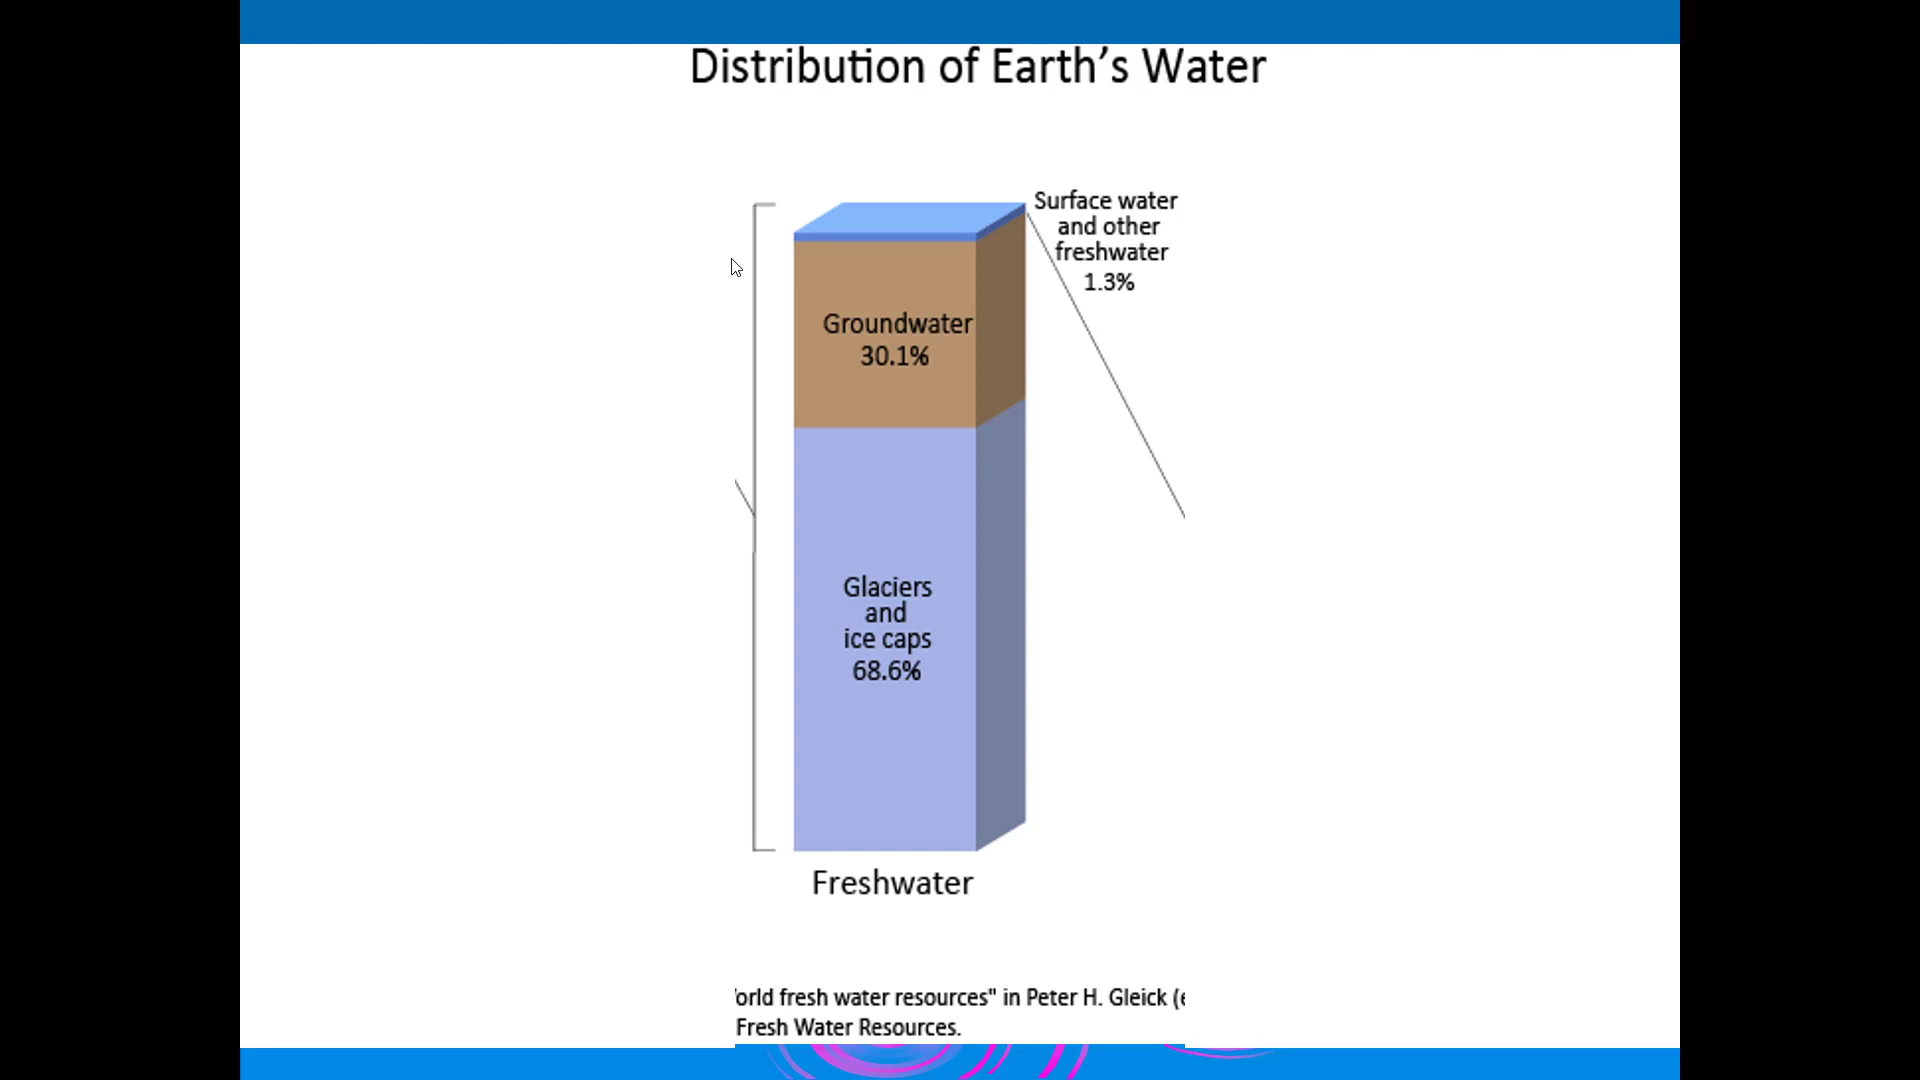 Distribution of Earth’s Water
Surface water
and other
freshwater
1.3%
Groundwater
30.1%
Glaciers
and
ice caps
68.6%
Freshwater
fresh water resources" in Peter H. Gleick
Fresh Water Resources.